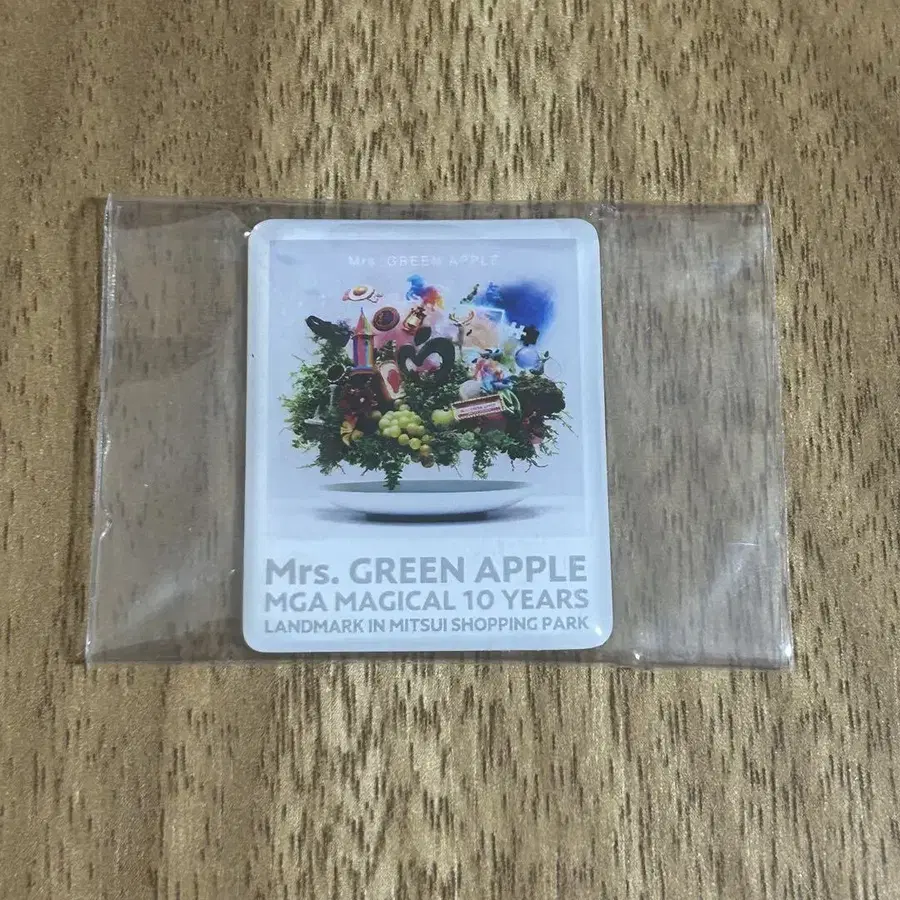 Mrs. GREEN APPLE
Mrs. GREEN APPLE
MGA MAGICAL 10 YEARS
LANDMARK IN MITSUI SHOPPING PARK